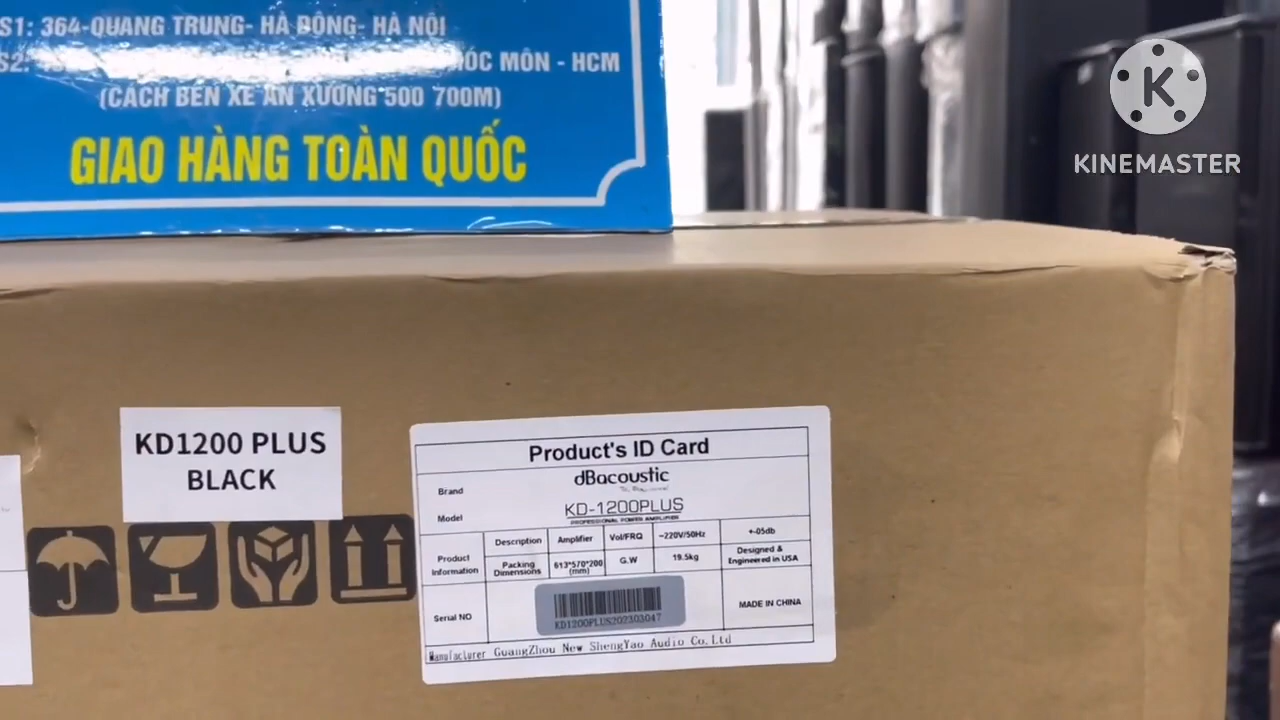 S1: 364-QUANG TRUNG- HÀ ĐÔNG- HÀ NỘI
S2: ÓC MÔN - HCM
(CÁCH BẾN XE AN XƯƠNG 500 700M)
GIAO HÀNG TOÀN QUỐC
KINEMASTER
KD1200 PLUS
BLACK
Product's ID Card
Brand dBacoustic
Model KD-1200PLUS
PROFESSIONAL POWER AMPLIFIER
Product Information
Description Amplifier Vol/FRQ ~220V/50Hz +-05db
Packing Dimensions 613*570*200 (mm) G.W 19.5kg Designed & Engineered in USA
Serial NO KD1200PLUS202303047 MADE IN CHINA
Manufacturer GuangZhou New ShengYao Audio Co,Ltd